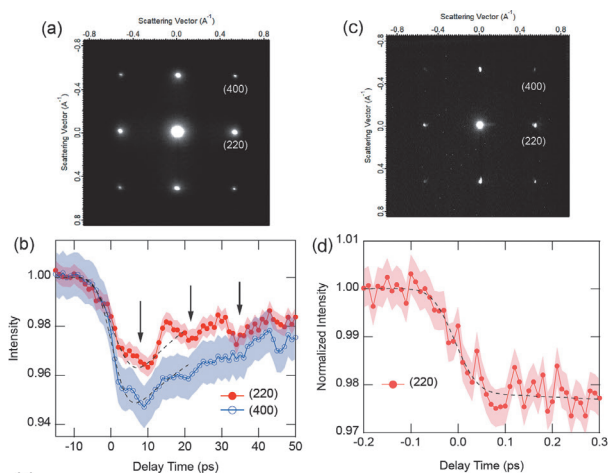 (a)
Scattering Vector (A⁻¹)
-0.8 -0.4 0.0 0.4 0.8
Scattering Vector (A⁻¹)
-0.8 -0.4 0.0 0.4 0.8
(400)
(220)
(c)
Scattering Vector (A⁻¹)
-0.8 -0.4 0.0 0.4 0.8
Scattering Vector (A⁻¹)
-0.8 -0.4 0.0 0.4 0.8
(400)
(220)
(b)
Intensity
1.00
0.98
0.96
0.94
(220)
(400)
-10 0 10 20 30 40 50
Delay Time (ps)
(d)
Normalized Intensity
1.01
1.00
0.99
0.98
0.97
(220)
-0.2 -0.1 0.0 0.1 0.2 0.3
Delay Time (ps)